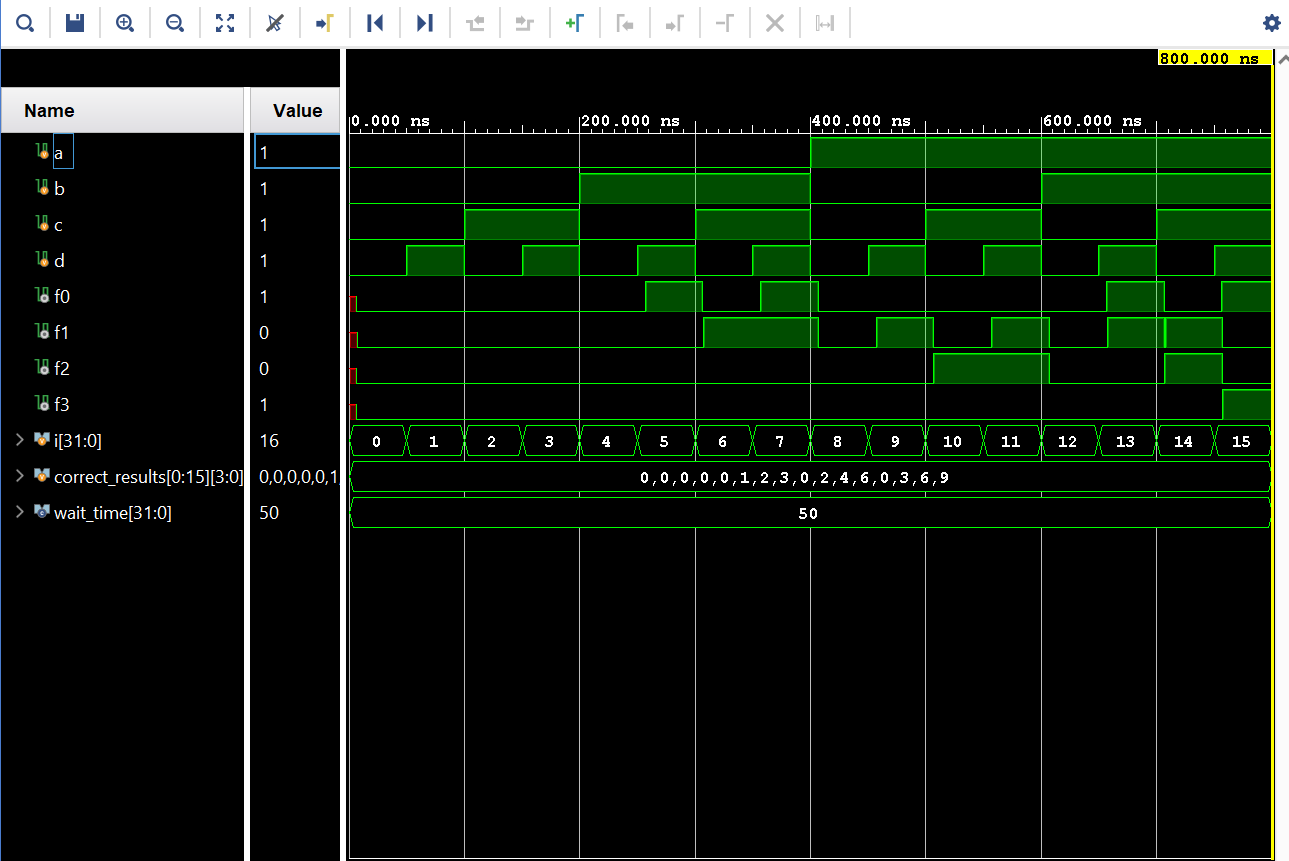 800.000 ns
Name Value
0.000 ns 200.000 ns 400.000 ns 600.000 ns
a 1
b 1
c 1
d 1
f0 1
f1 0
f2 0
f3 1
i[31:0] 16 0 1 2 3 4 5 6 7 8 9 10 11 12 13 14 15
correct_results[0:15][3:0] 0,0,0,0,0,1, 0,0,0,0,0,1,2,3,0,2,4,6,0,3,6,9
wait_time[31:0] 50 50